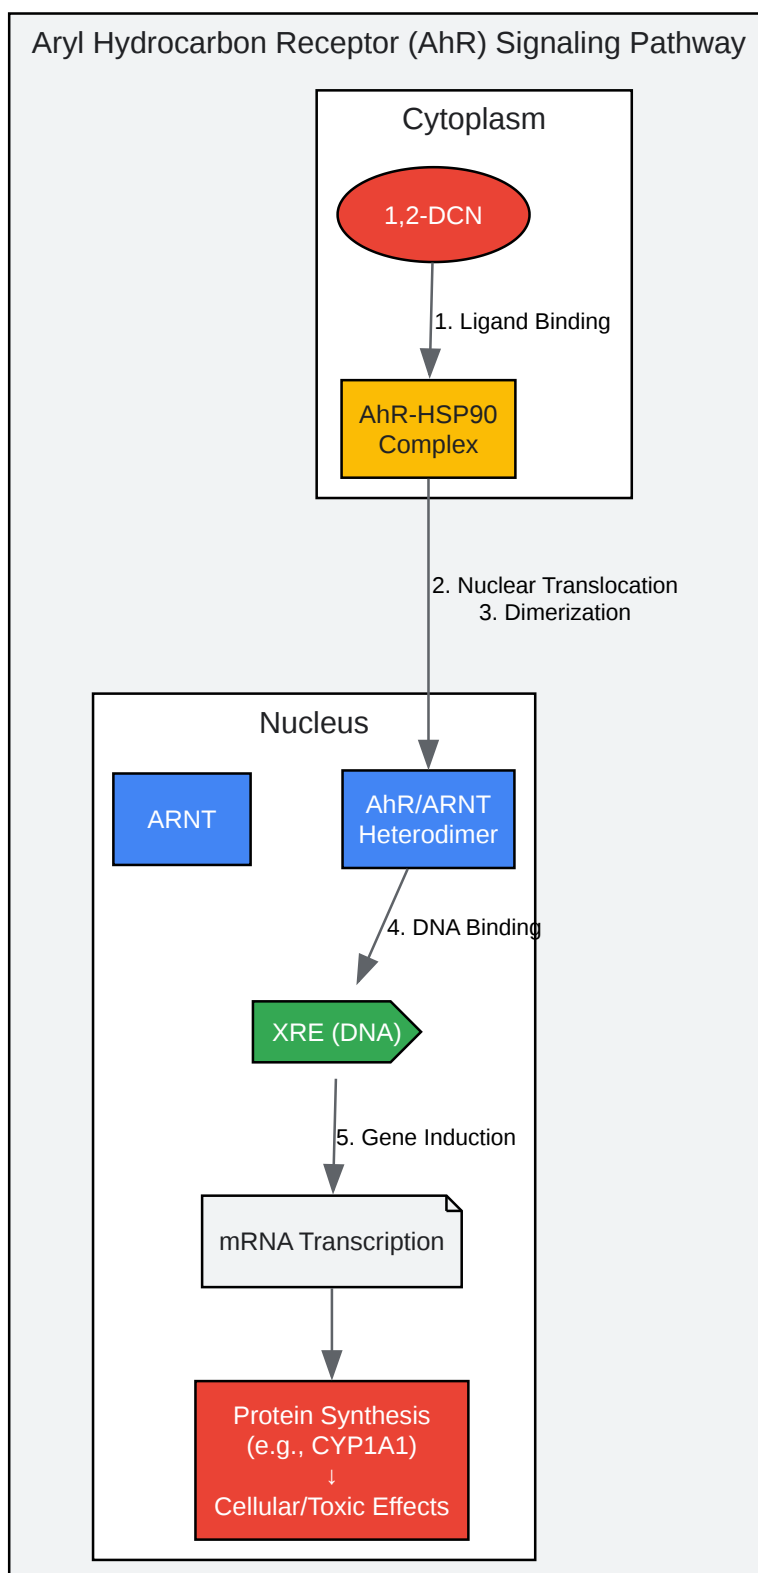 Aryl Hydrocarbon Receptor (AhR) Signaling Pathway
Cytoplasm
1,2-DCN
1. Ligand Binding
AhR-HSP90
Complex
2. Nuclear Translocation
3. Dimerization
Nucleus
ARNT
AhR/ARNT
Heterodimer
4. DNA Binding
XRE (DNA)
5. Gene Induction
mRNA Transcription
Protein Synthesis
(e.g., CYP1A1)
↓
Cellular/Toxic Effects